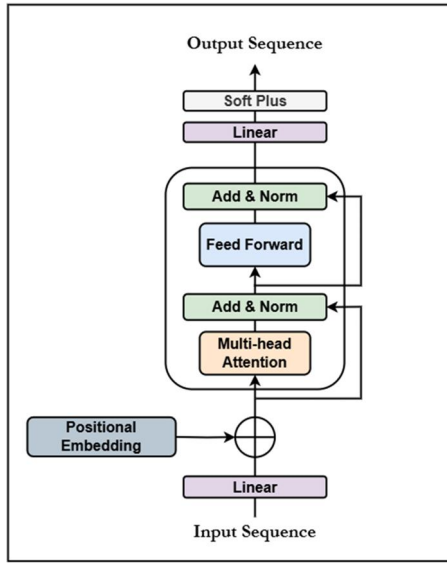 Output Sequence
Soft Plus
Linear
Add & Norm
Feed Forward
Add & Norm
Multi-head
Attention
Positional
Embedding
Linear
Input Sequence